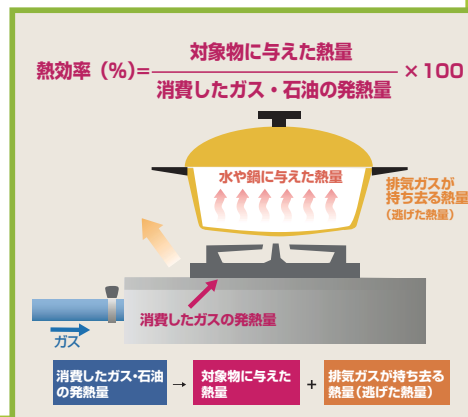 熱効率（%）=対象物に与えた熱量/消費したガス・石油の発熱量×100
水や鍋に与えた熱量
排気ガスが
持ち去る熱量
（逃げた熱量）
消費したガスの発熱量
ガス
消費したガス・石油
の発熱量
→
対象物に与えた
熱量
+
排気ガスが持ち去る
熱量（逃げた熱量）